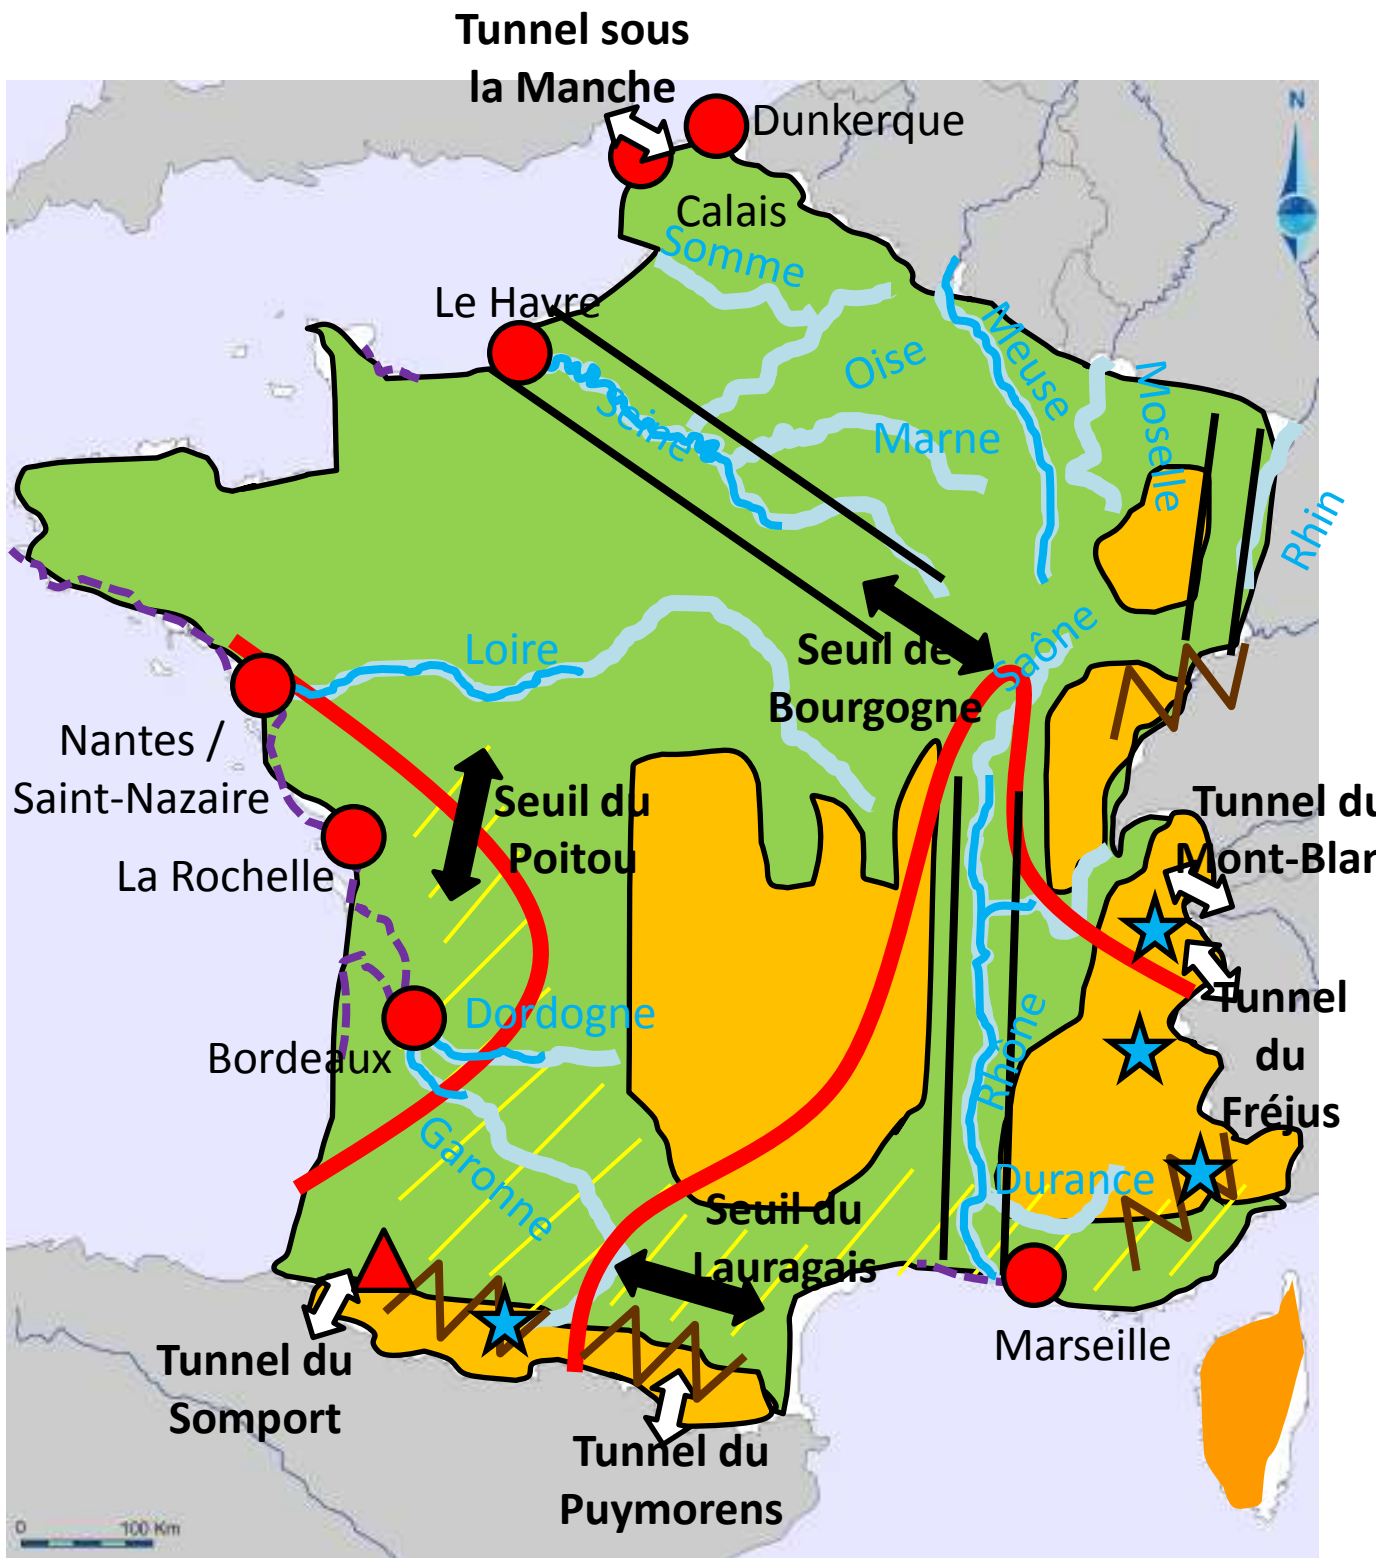 Tunnel sous
la Manche
Dunkerque
N
Calais
Somme
Le Havre
Oise
Meuse
Moselle
Seine
Marne
Rhin
Loire
Saône
Seuil de
Bourgogne
Nantes /
Saint-Nazaire
Seuil du
Poitou
Tunnel du
Mont-Blan
La Rochelle
Tunnel
du
Fréjus
Dordogne
Bordeaux
Rhône
Garonne
Durance
Seuil du
Lauragais
Marseille
Tunnel du
Somport
Tunnel du
Puymorens
0 100 Km